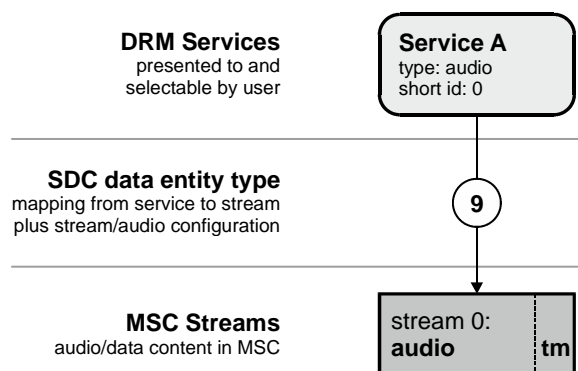 DRM Services
presented to and
selectable by user
Service A
type: audio
short id: 0
SDC data entity type
mapping from service to stream
plus stream/audio configuration
9
MSC Streams
audio/data content in MSC
stream 0:
audio
tm